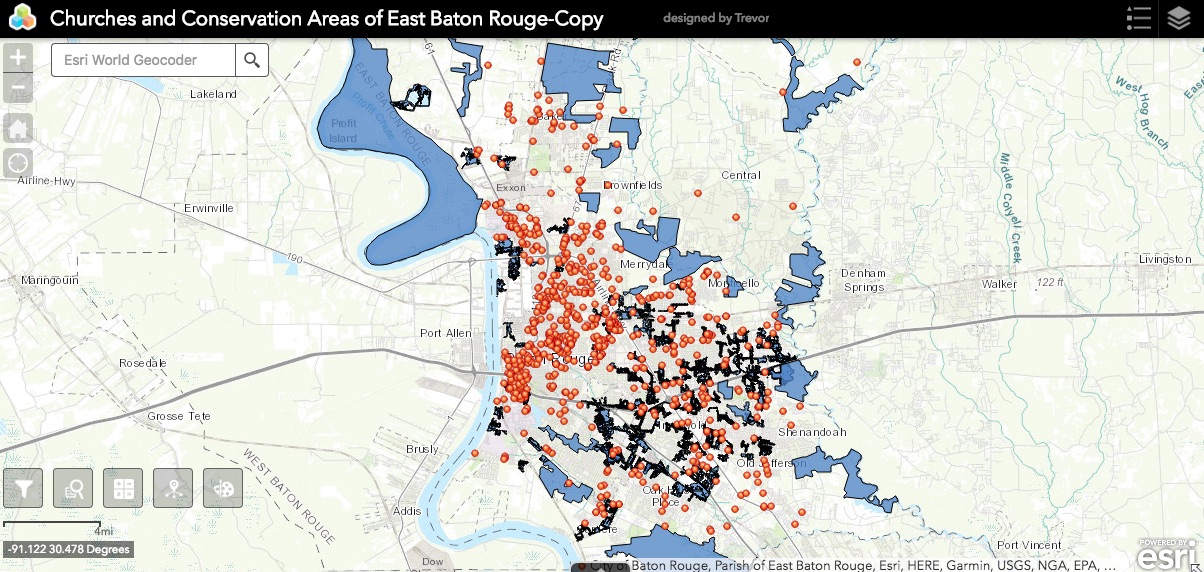 Churches and Conservation Areas of East Baton Rouge-Copy
designed by Trevor
Esri World Geocoder
61
Lakeland
EAST BATON ROUGE
Profit Chute
Profit
Island
West Hog Branch
Airline-Hwy
Exxon
Brownfields
Central
Erwinville
Middle Colyell Creek
190
Merrydale
Monticello
Denham
Springs
Livingston
Walker
122 ft
Maringouin
Port Allen
Rosedale
Grosse Tete
Shenandoah
Brusly
Old Jefferson
WEST BATON ROUGE
Place
Addis
4mi
-91.122 30.478 Degrees
Port Vincent
Dow
POWERED BY
esri
City of Baton Rouge, Parish of East Baton Rouge, Esri, HERE, Garmin, USGS, NGA, EPA, ...